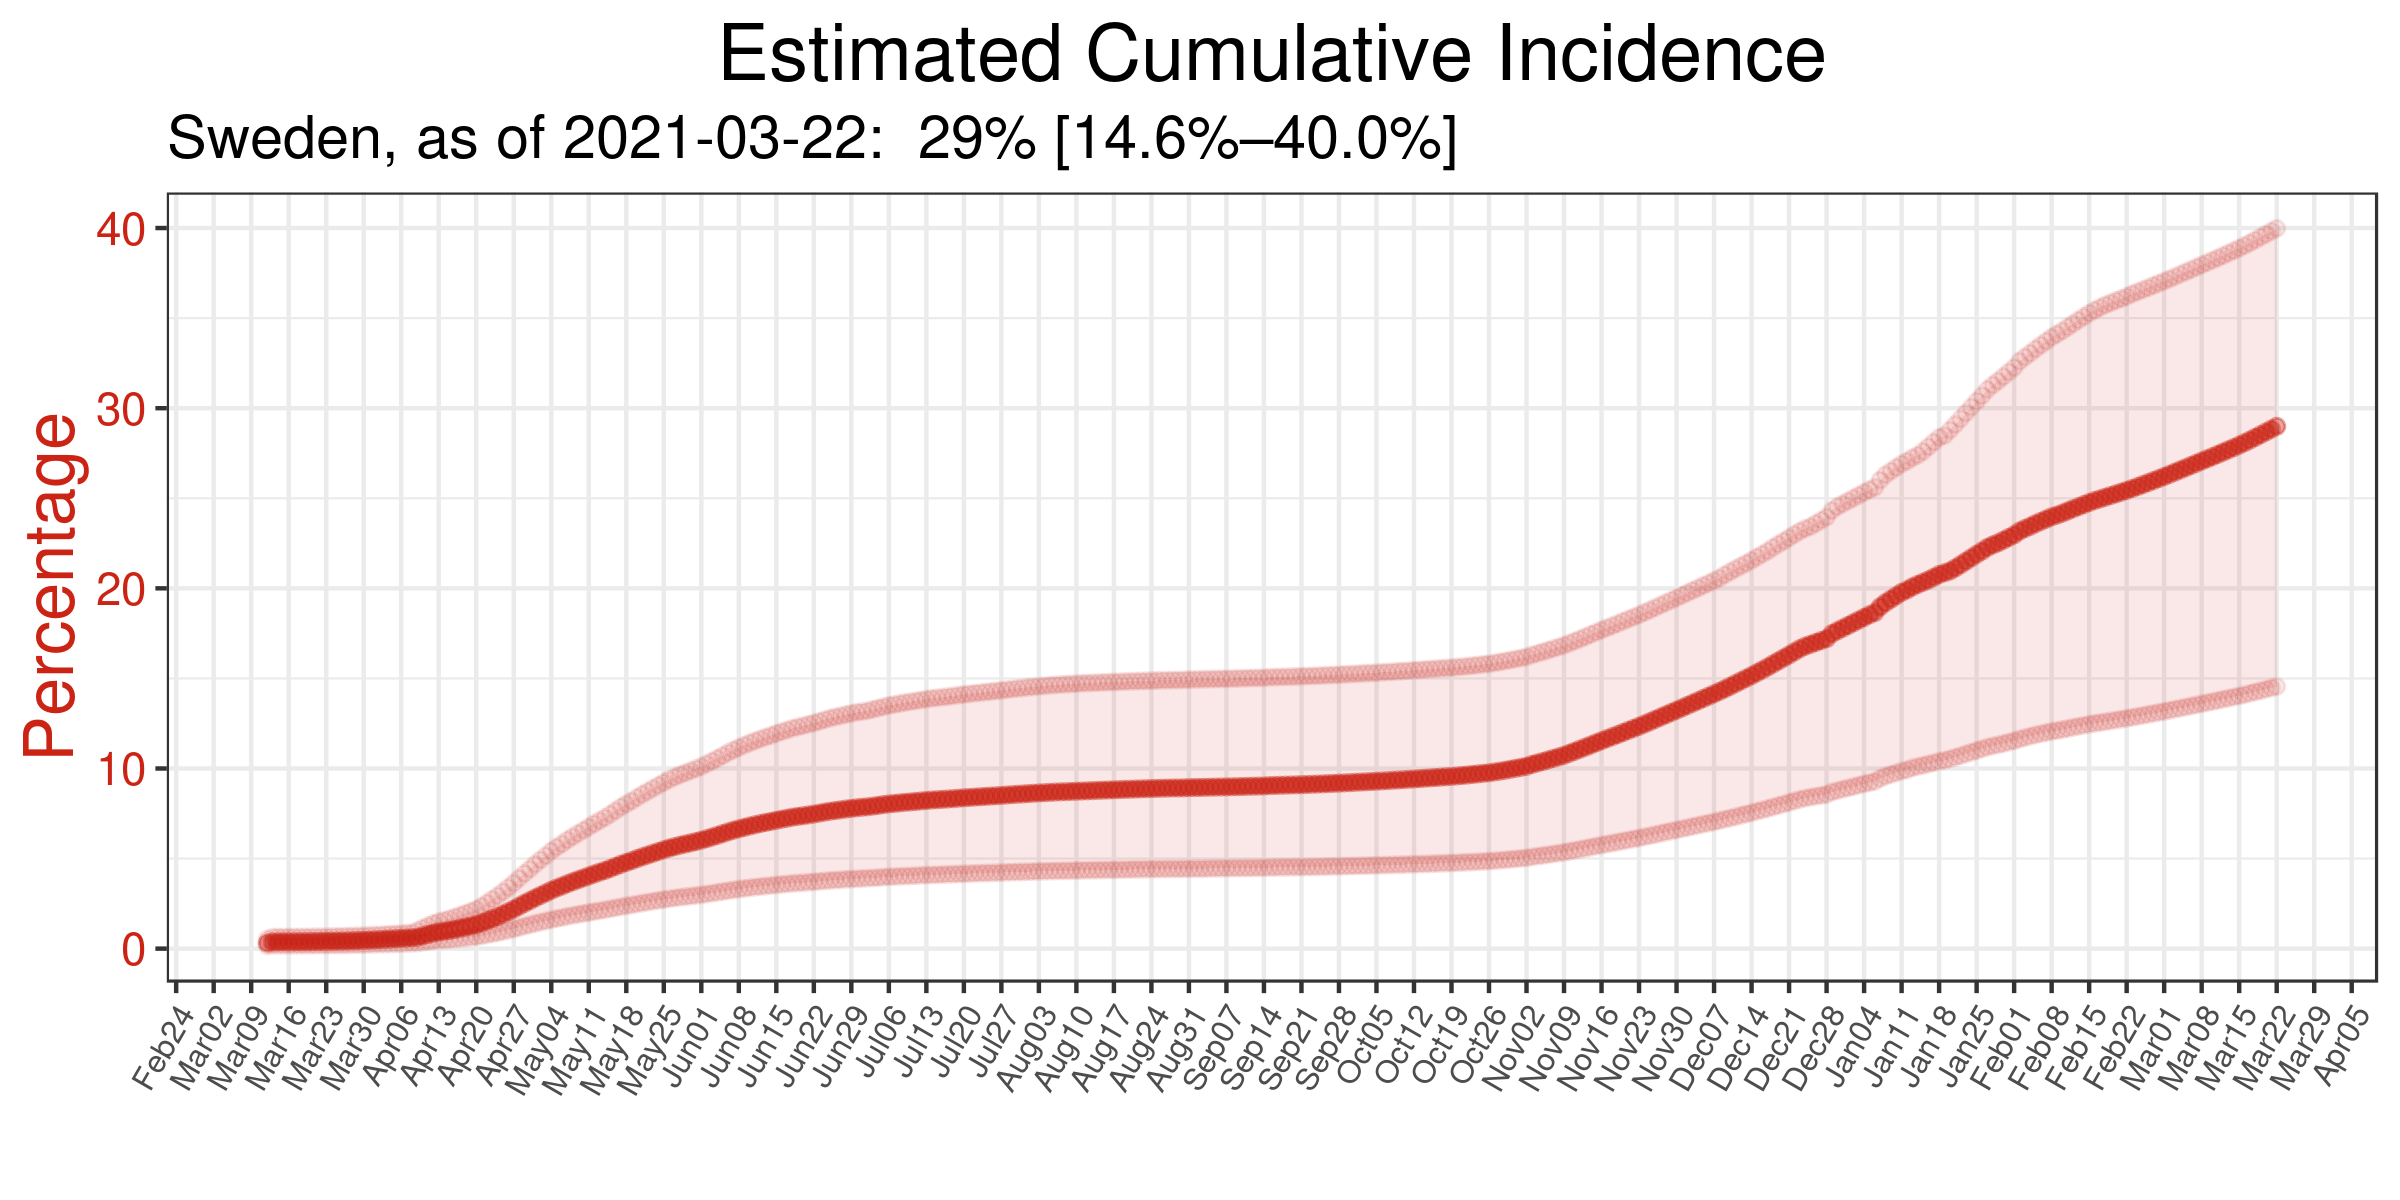 Estimated Cumulative Incidence
Sweden, as of 2021-03-22:  29% [14.6%–40.0%]
Percentage
40
30
20
10
0
Feb24
Mar02
Mar09
Mar16
Mar23
Mar30
Apr06
Apr13
Apr20
Apr27
May04
May11
May18
May25
Jun01
Jun08
Jun15
Jun22
Jun29
Jul06
Jul13
Jul20
Jul27
Aug03
Aug10
Aug17
Aug24
Aug31
Sep07
Sep14
Sep21
Sep28
Oct05
Oct12
Oct19
Oct26
Nov02
Nov09
Nov16
Nov23
Nov30
Dec07
Dec14
Dec21
Dec28
Jan04
Jan11
Jan18
Jan25
Feb01
Feb08
Feb15
Feb22
Mar01
Mar08
Mar15
Mar22
Mar29
Apr05